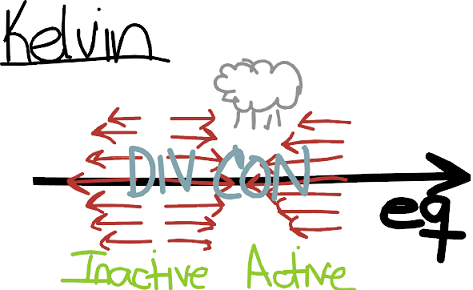 Kelvin
DIV CON
eq
Inactive Active